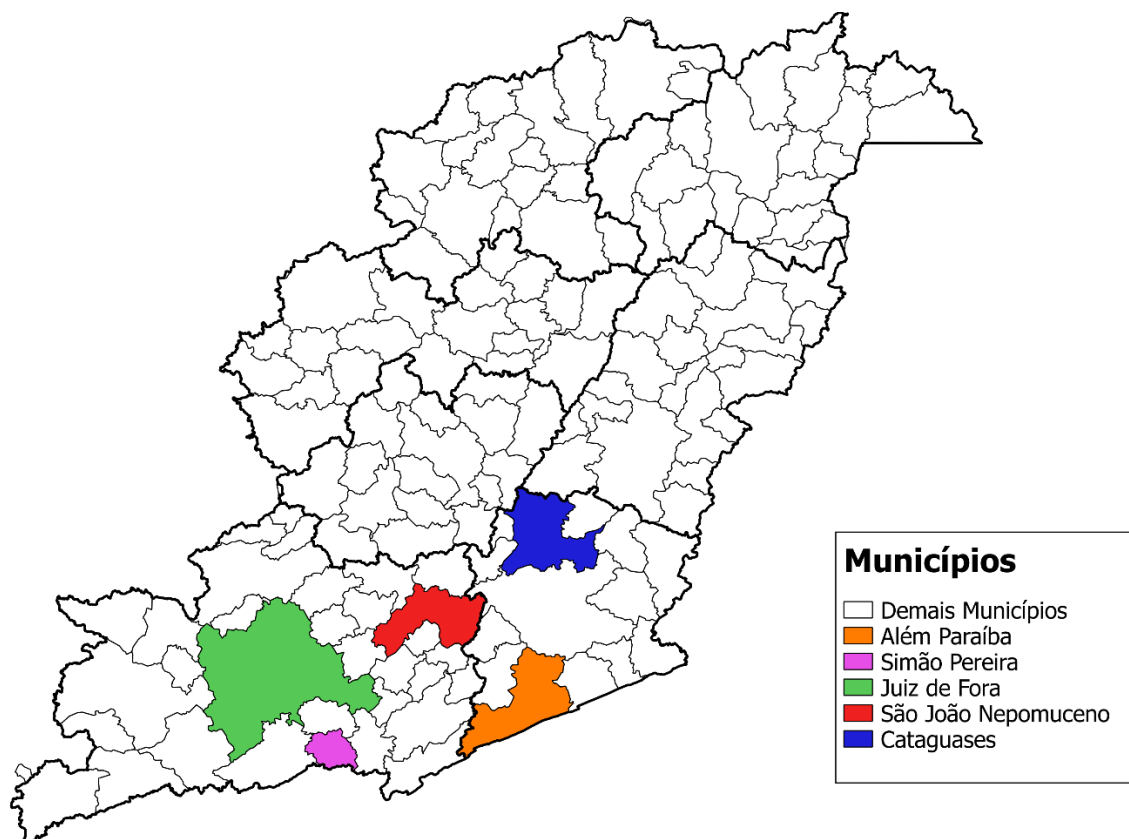 Municípios
Demais Municípios
Além Paraíba
Simão Pereira
Juiz de Fora
São João Nepomuceno
Cataguases